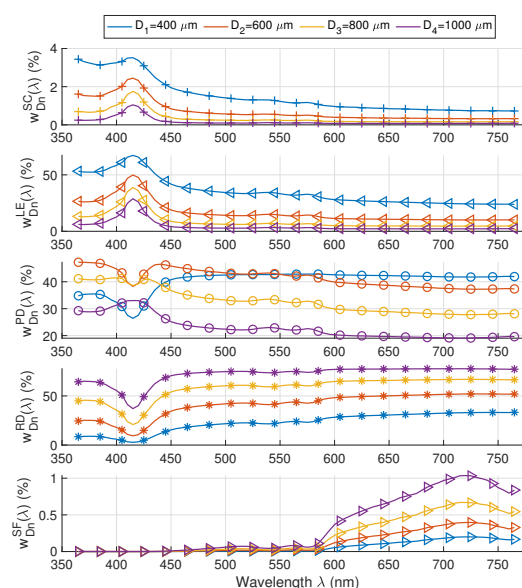 D₁=400 μm D₂=600 μm D₃=800 μm D₄=1000 μm
w^SC_Dn(λ) (%)
4
2
0
350 400 450 500 550 600 650 700 750
w^LE_Dn(λ) (%)
50
0
350 400 450 500 550 600 650 700 750
w^PD_Dn(λ) (%)
40
30
20
350 400 450 500 550 600 650 700 750
w^RD_Dn(λ) (%)
50
0
350 400 450 500 550 600 650 700 750
w^SF_Dn(λ) (%)
1
0.5
0
350 400 450 500 550 600 650 700 750
Wavelength λ (nm)